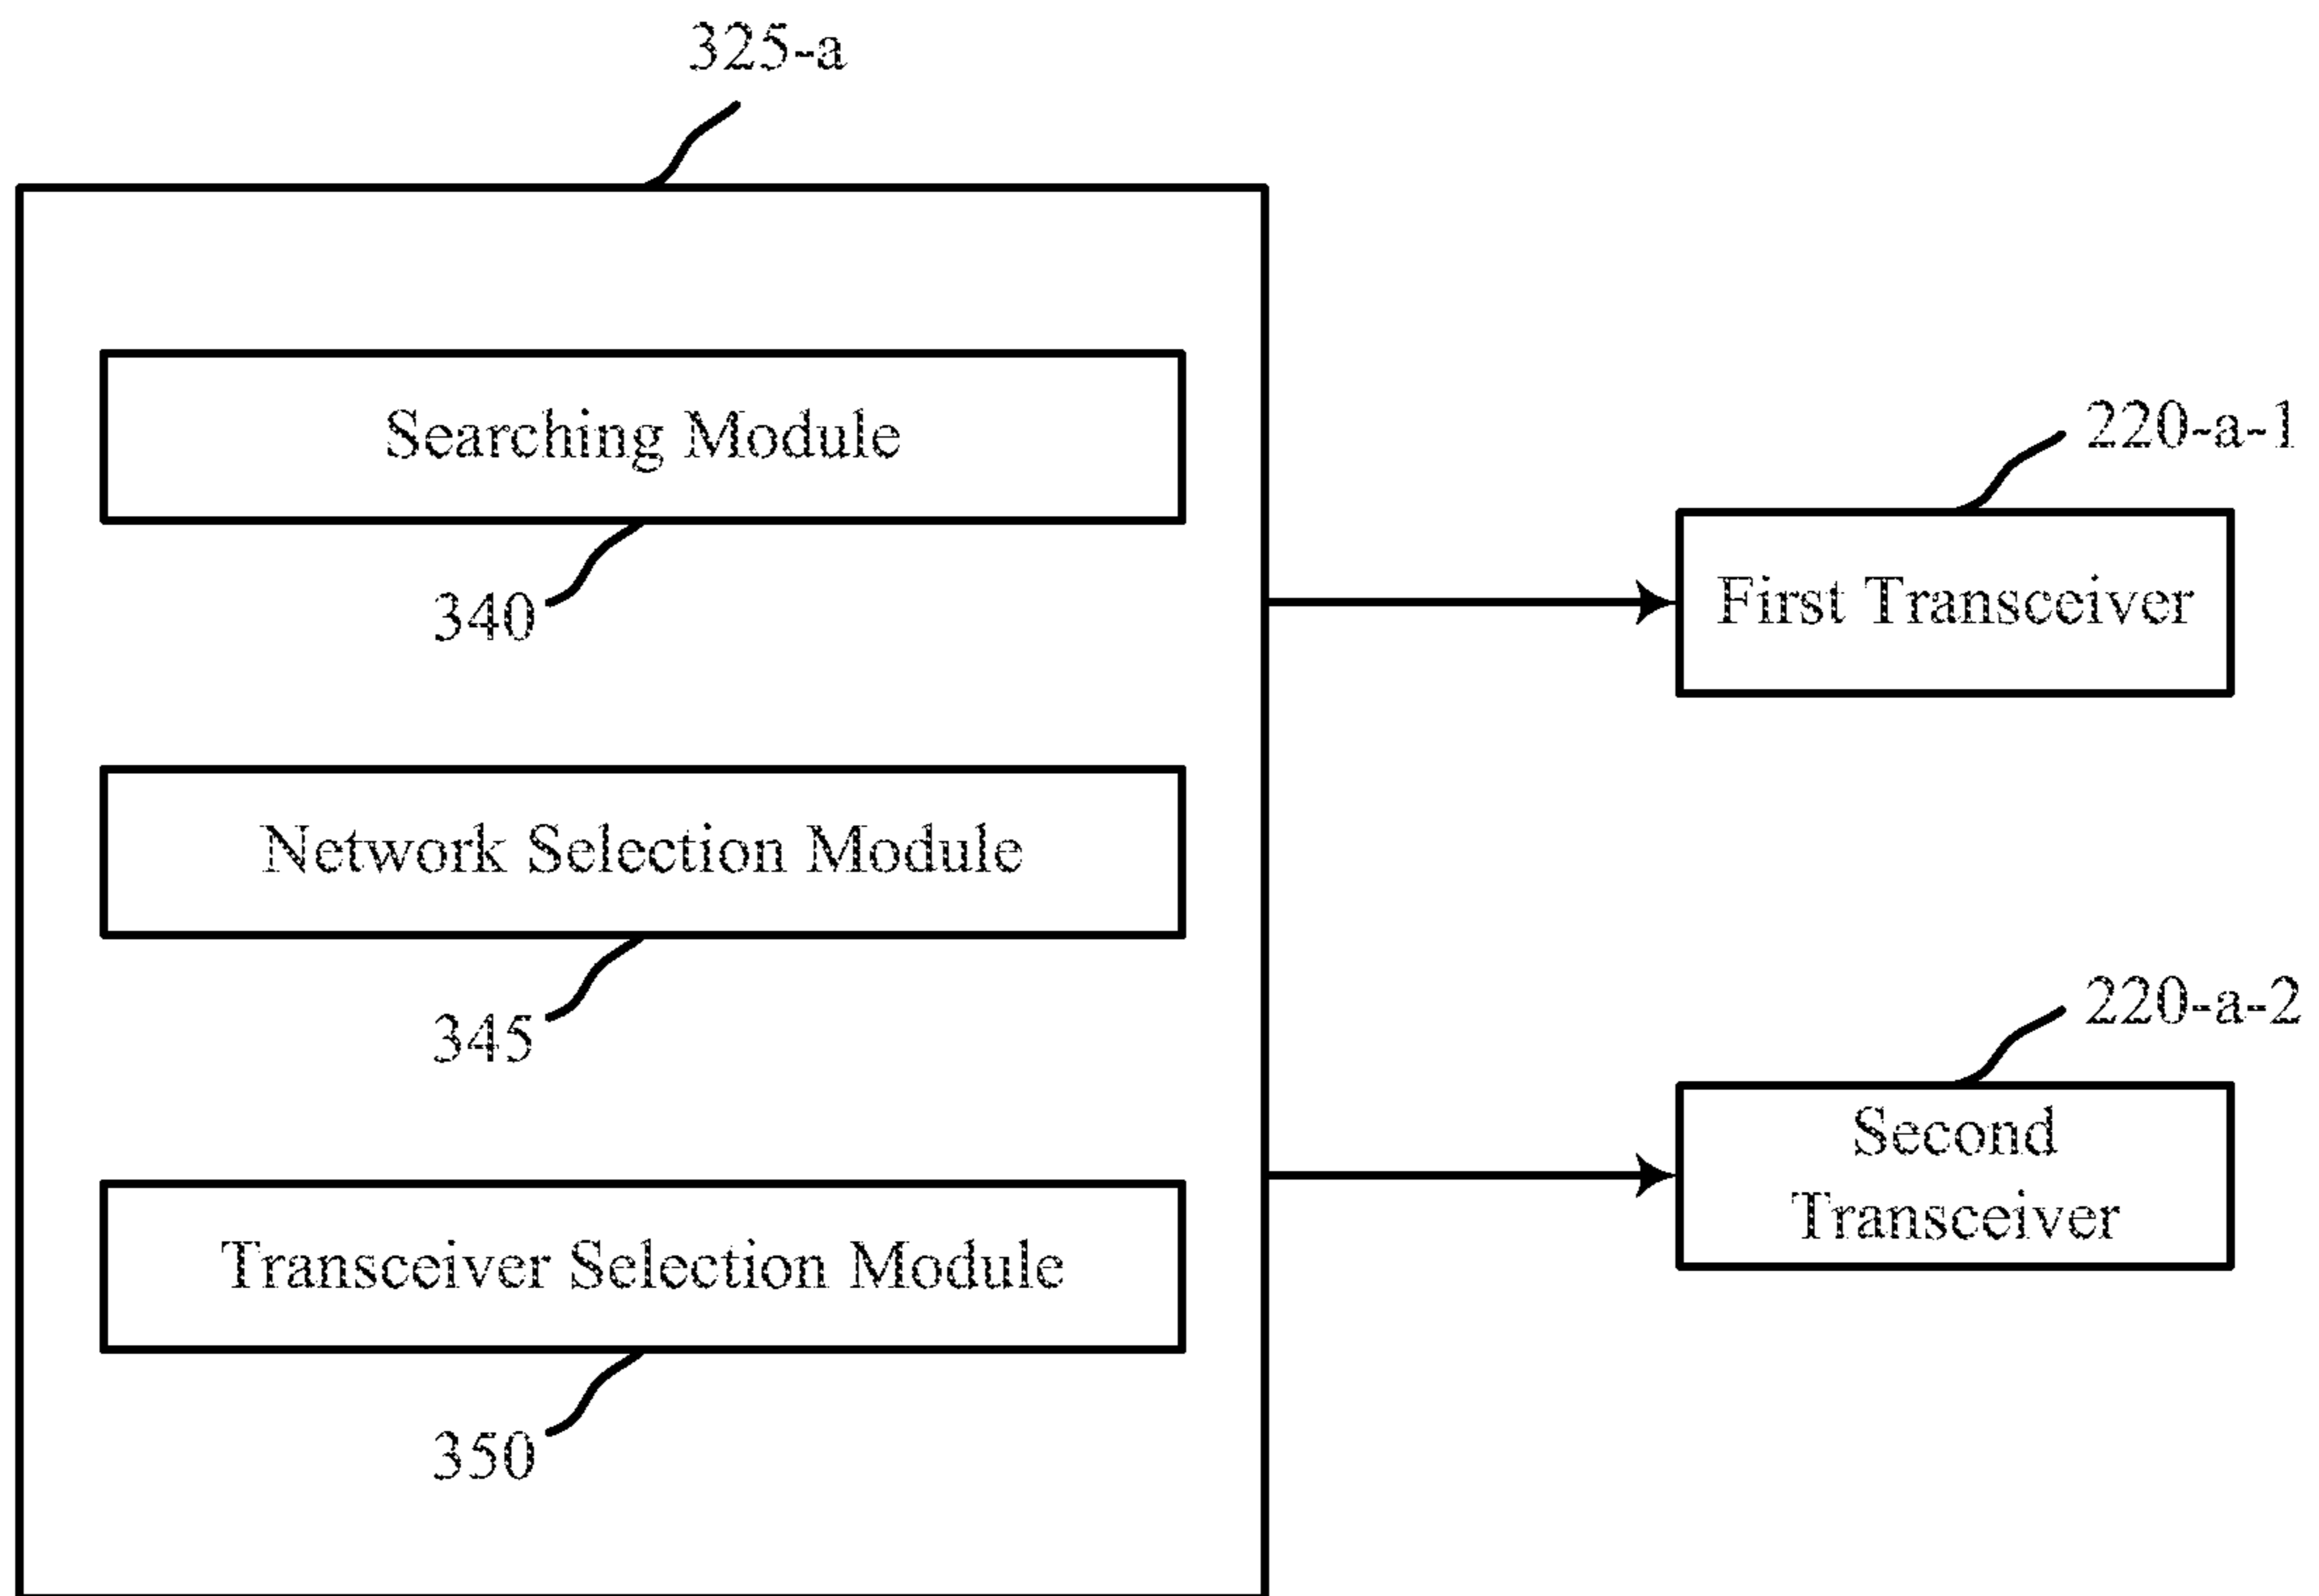 325-a
Searching Module
340
Network Selection Module
345
Transceiver Selection Module
350
220-a-1
First Transceiver
220-a-2
Second
Transceiver